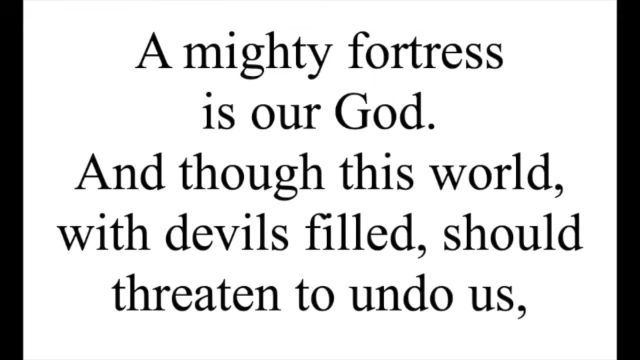 A mighty fortress
is our God.
And though this world,
with devils filled, should
threaten to undo us,